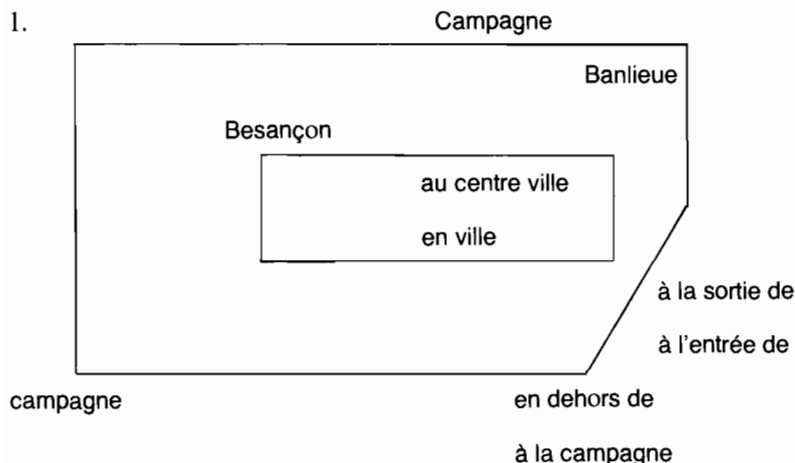 1.
Campagne
Banlieue
Besançon
au centre ville
en ville
à la sortie de
à l'entrée de
campagne
en dehors de
à la campagne